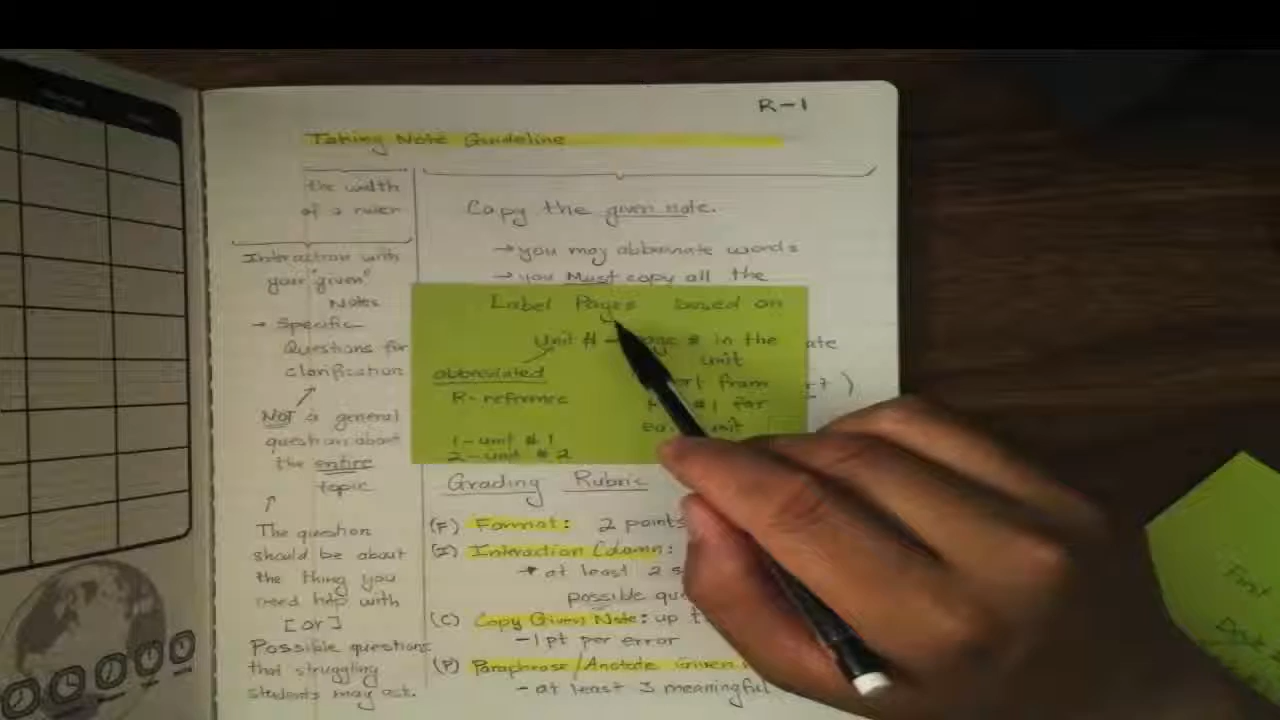 R-1
Taking Note Guideline
the width
of a ruler
Interaction with
your "given"
Notes
→ Specific
Questions for
clarification
NOT a general
question about
the entire
topic
The question
should be about
the thing you
need help with
[or]
Possible questions
that struggling
students may ask.
Copy the given note.
→ you may abbreviate words
→ you Must copy all the
Label Pages based on
Unit # - Page # in the
unit
abbreviated
R- reference
1- unit # 1
2- unit # 2
from
#1 for
unit
ate
Grading Rubric
(F) Format: 2 points
(I) Interaction Column:
→ at least 2
possible
(C) Copy Given Note: up
-1 pt per error
(P) Paraphrase/Anotate Given
- at least 3 meaningful